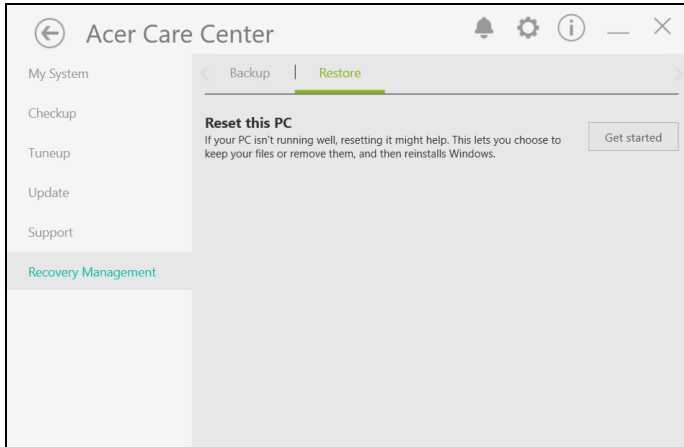 Acer Care Center
My System
Checkup
Tuneup
Update
Support
Recovery Management
Backup
Restore
Reset this PC
If your PC isn't running well, resetting it might help. This lets you choose to
keep your files or remove them, and then reinstalls Windows.
Get started